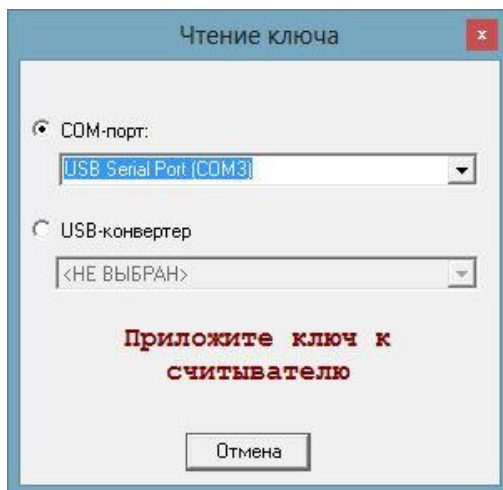 Чтение ключа
x
COM-порт:
USB Serial Port (COM3)
USB-конвертер
<НЕ ВЫБРАН>
Приложите ключ к
считывателю
Отмена